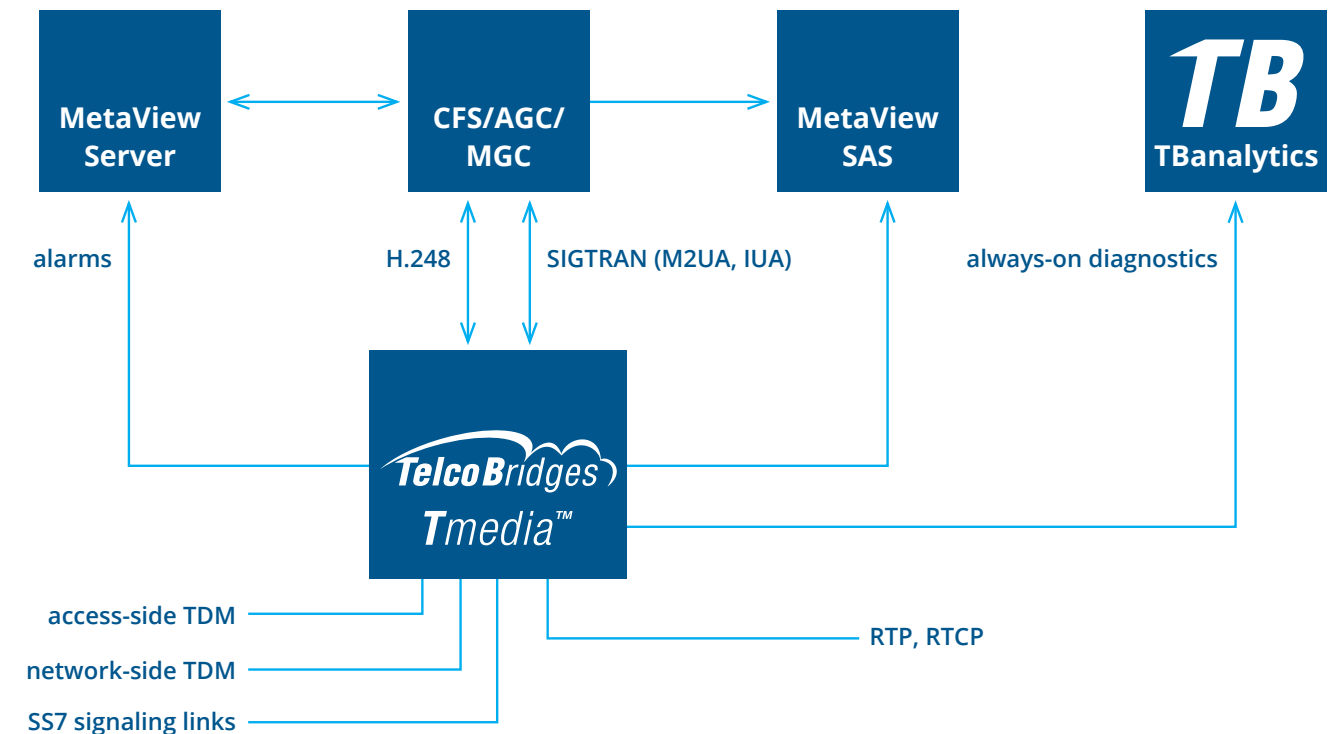 MetaView
Server
CFS/AGC/
MGC
MetaView
SAS
TB
TBanalytics
alarms
H.248
SIGTRAN (M2UA, IUA)
always-on diagnostics
TelcoBridges
Tmedia™
access-side TDM
network-side TDM
SS7 signaling links
RTP, RTCP